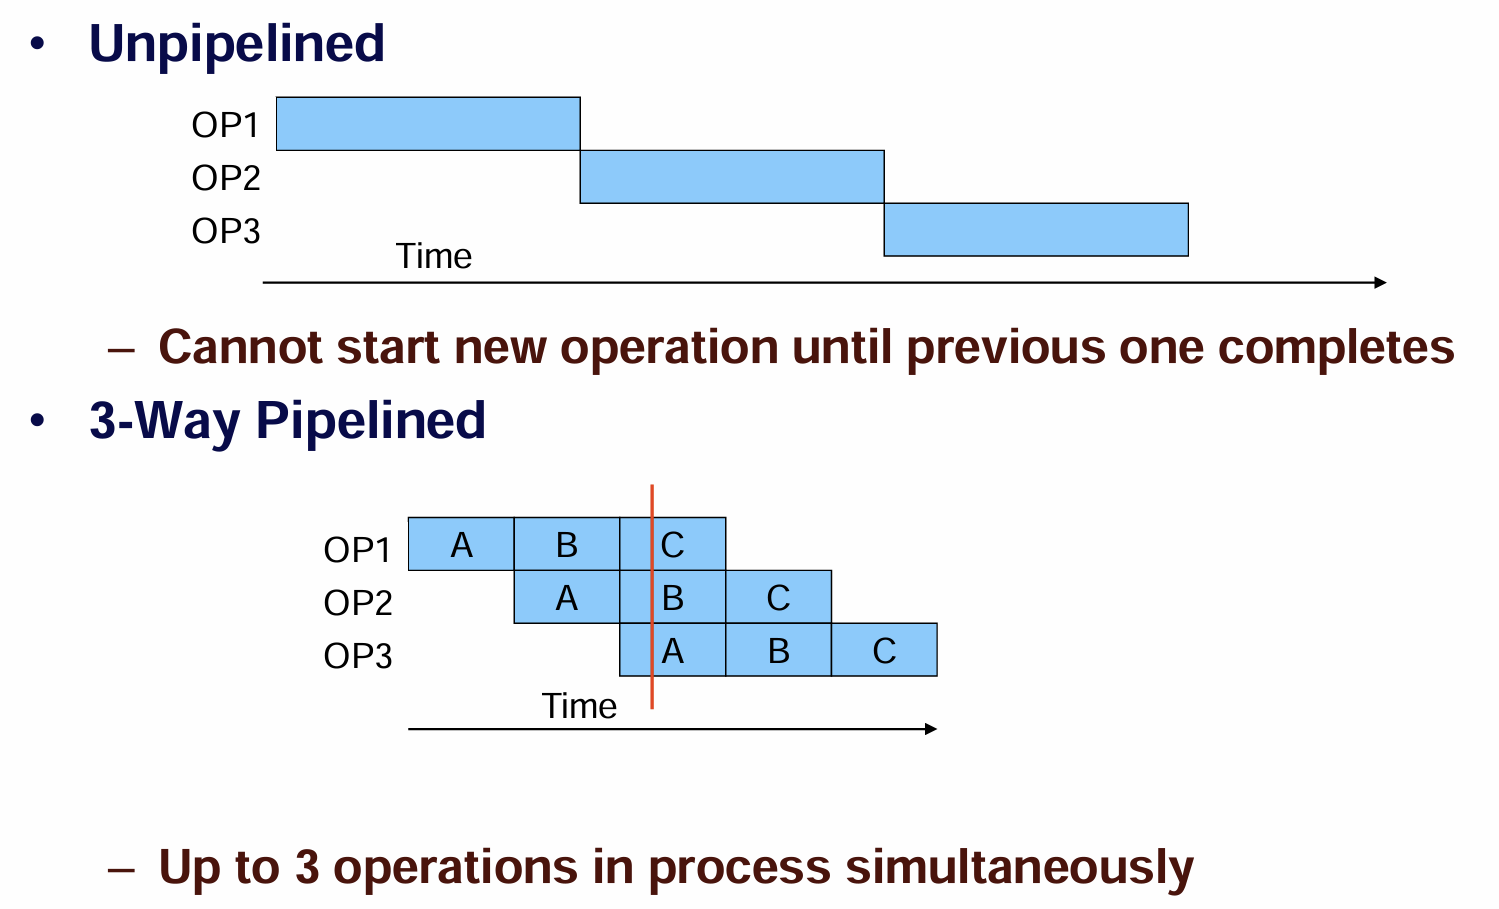 • Unpipelined
OP1
OP2
OP3
Time
– Cannot start new operation until previous one completes
• 3-Way Pipelined
OP1 A B C
OP2 A B C
OP3 A B C
Time
– Up to 3 operations in process simultaneously